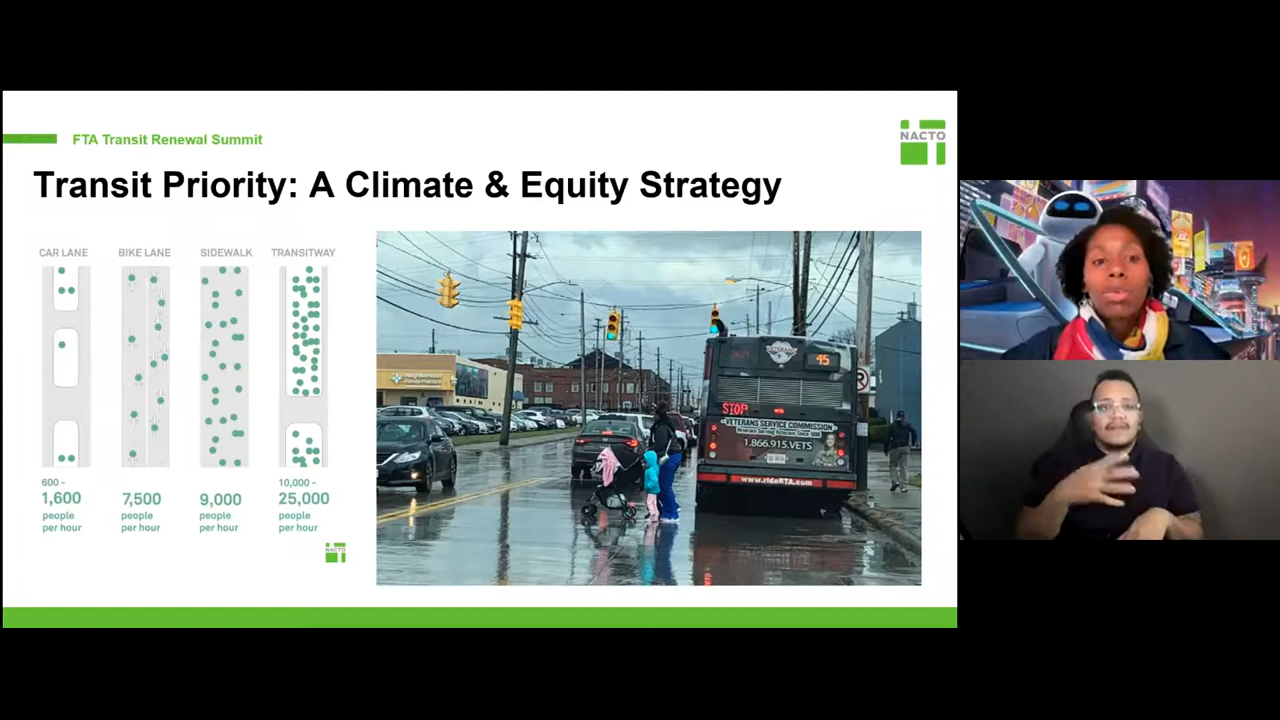 FTA Transit Renewal Summit
NACTO
Transit Priority: A Climate & Equity Strategy
CAR LANE
BIKE LANE
SIDEWALK
TRANSITWAY
600 -
1,600
people
per hour
7,500
people
per hour
9,000
people
per hour
10,000 -
25,000
people
per hour
NACTO
45
STOP
VETERANS SERVICE COMMISSION
1.866.915.VETS
www.rideRTA.com